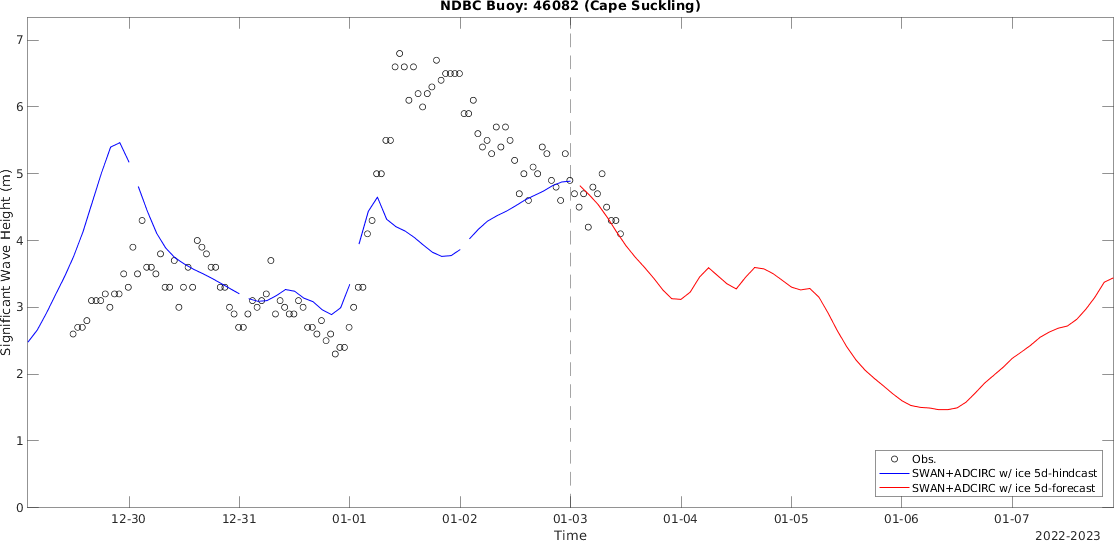 NDBC Buoy: 46082 (Cape Suckling)
Significant Wave Height (m)
7
6
5
4
3
2
1
0
12-30 12-31 01-01 01-02 01-03 01-04 01-05 01-06 01-07
Time
2022-2023
Obs.
SWAN+ADCIRC w/ ice 5d-hindcast
SWAN+ADCIRC w/ ice 5d-forecast